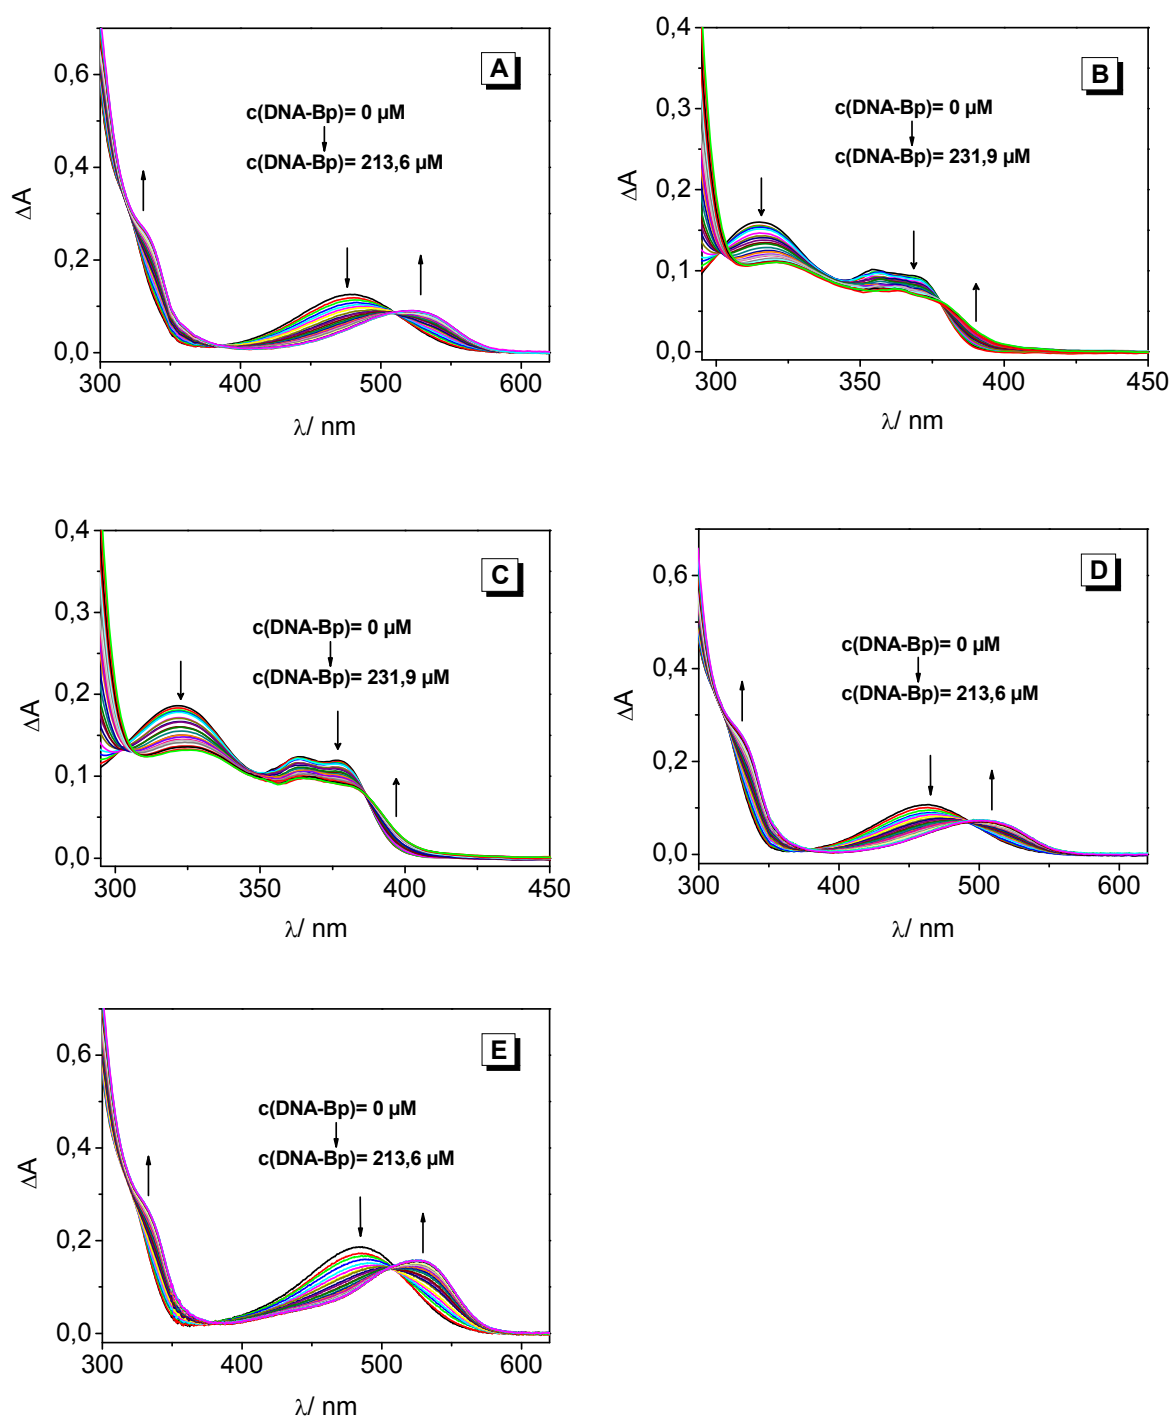 A
c(DNA-Bp)= 0 µM
c(DNA-Bp)= 213,6 µM
ΔA
0,6
0,4
0,2
0,0
300 400 500 600
λ/ nm
B
c(DNA-Bp)= 0 µM
c(DNA-Bp)= 231,9 µM
ΔA
0,4
0,3
0,2
0,1
0,0
300 350 400 450
λ/ nm
C
c(DNA-Bp)= 0 µM
c(DNA-Bp)= 231,9 µM
ΔA
0,4
0,3
0,2
0,1
0,0
300 350 400 450
λ/ nm
D
c(DNA-Bp)= 0 µM
c(DNA-Bp)= 213,6 µM
ΔA
0,6
0,4
0,2
0,0
300 400 500 600
λ/ nm
E
c(DNA-Bp)= 0 µM
c(DNA-Bp)= 213,6 µM
ΔA
0,6
0,4
0,2
0,0
300 400 500 600
λ/ nm